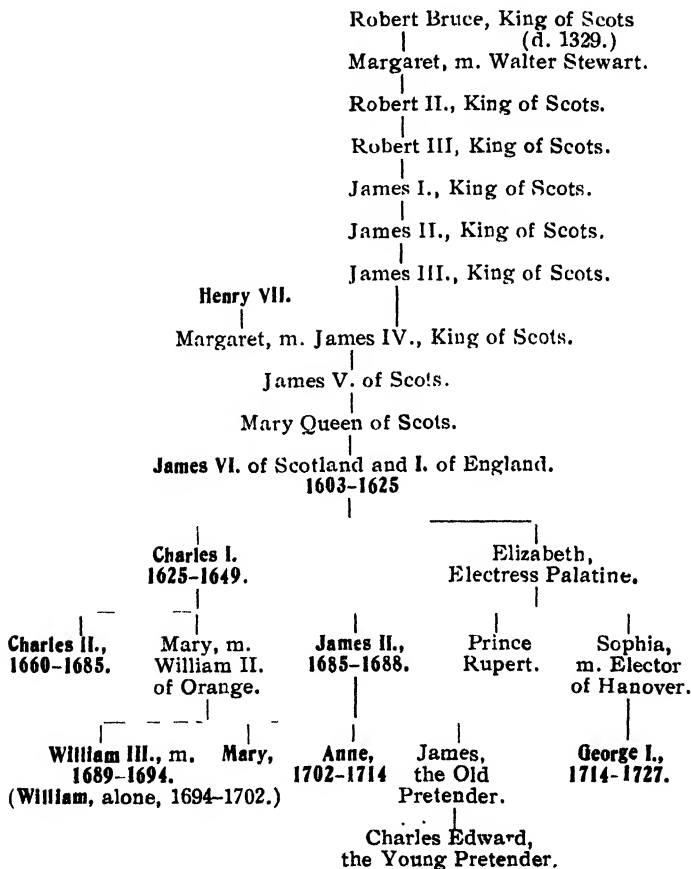 Robert Bruce, King of Scots
(d. 1329.)
Margaret, m. Walter Stewart.
Robert II., King of Scots.
Robert III, King of Scots.
James I., King of Scots.
James II., King of Scots.
James III., King of Scots.
Henry VII.
Margaret, m. James IV., King of Scots.
James V. of Scots.
Mary Queen of Scots.
James VI. of Scotland and I. of England.
1603–1625
Charles I.
1625–1649.
Elizabeth,
Electress Palatine.
Charles II.,
1660–1685.
Mary, m.
William II.
of Orange.
James II.,
1685–1688.
Prince
Rupert.
Sophia,
m. Elector
of Hanover.
William III., m.
1689–1694.
(William, alone, 1694–1702.)
Mary,
Anne,
1702–1714
James,
the Old
Pretender.
George I.,
1714–1727.
Charles Edward,
the Young Pretender.